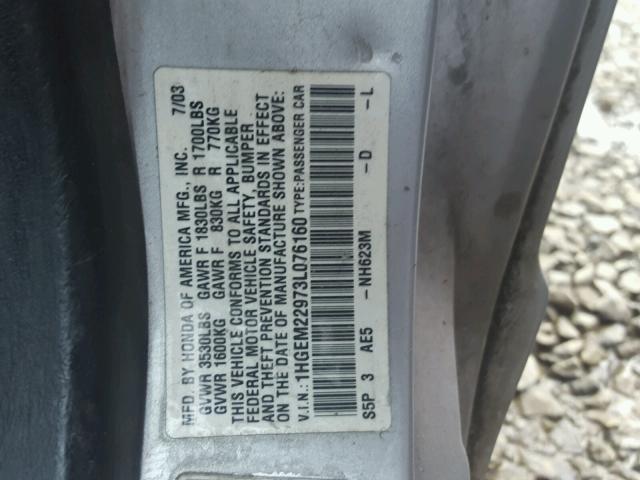 MFD. BY HONDA OF AMERICA MFG., INC. 7/03
GVWR 3530LBS GAWR F 1830LBS R 1700LBS
GVWR 1600KG GAWR F 830KG R 770KG
THIS VEHICLE CONFORMS TO ALL APPLICABLE
FEDERAL MOTOR VEHICLE SAFETY, BUMPER
AND THEFT PREVENTION STANDARDS IN EFFECT
ON THE DATE OF MANUFACTURE SHOWN ABOVE:
V.I.N.: 1HGEM22973L076160 TYPE:PASSENGER CAR
S5P 3 AE5 – NH623M – D – L